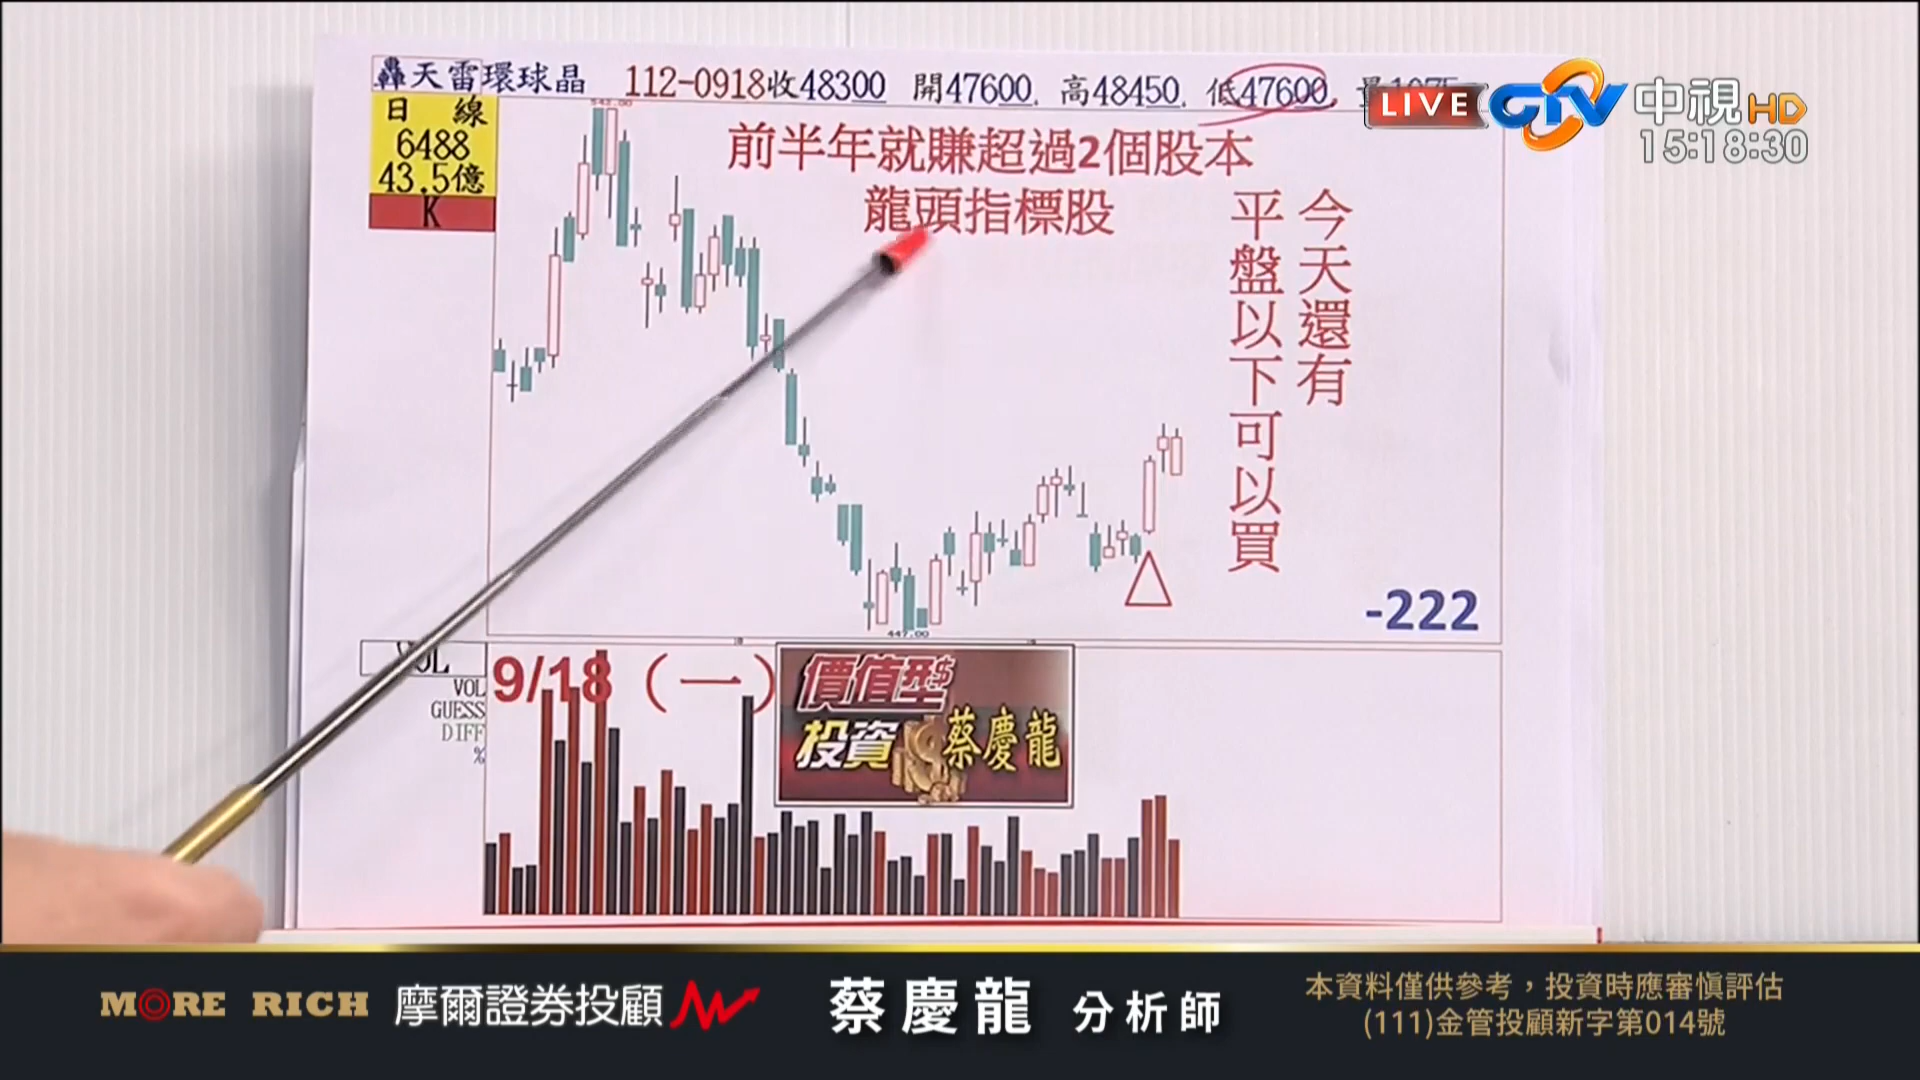 天雷環球晶 112-0918收48300 開47600. 高48450. 低47600.
LIVE
CTV中視HD
15:18:30
日線
6488
43.5億
K
前半年就賺超過2個股本
龍頭指標股
今天還有
平盤以下可以買
447.00
-222
VOL
VOL
GUESS
DIFF
%
9/18（一）
價值型$
投資
蔡慶龍
MORE RICH 摩爾證券投顧
蔡慶龍 分析師
本資料僅供參考，投資時應審慎評估
(111)金管投顧新字第014號